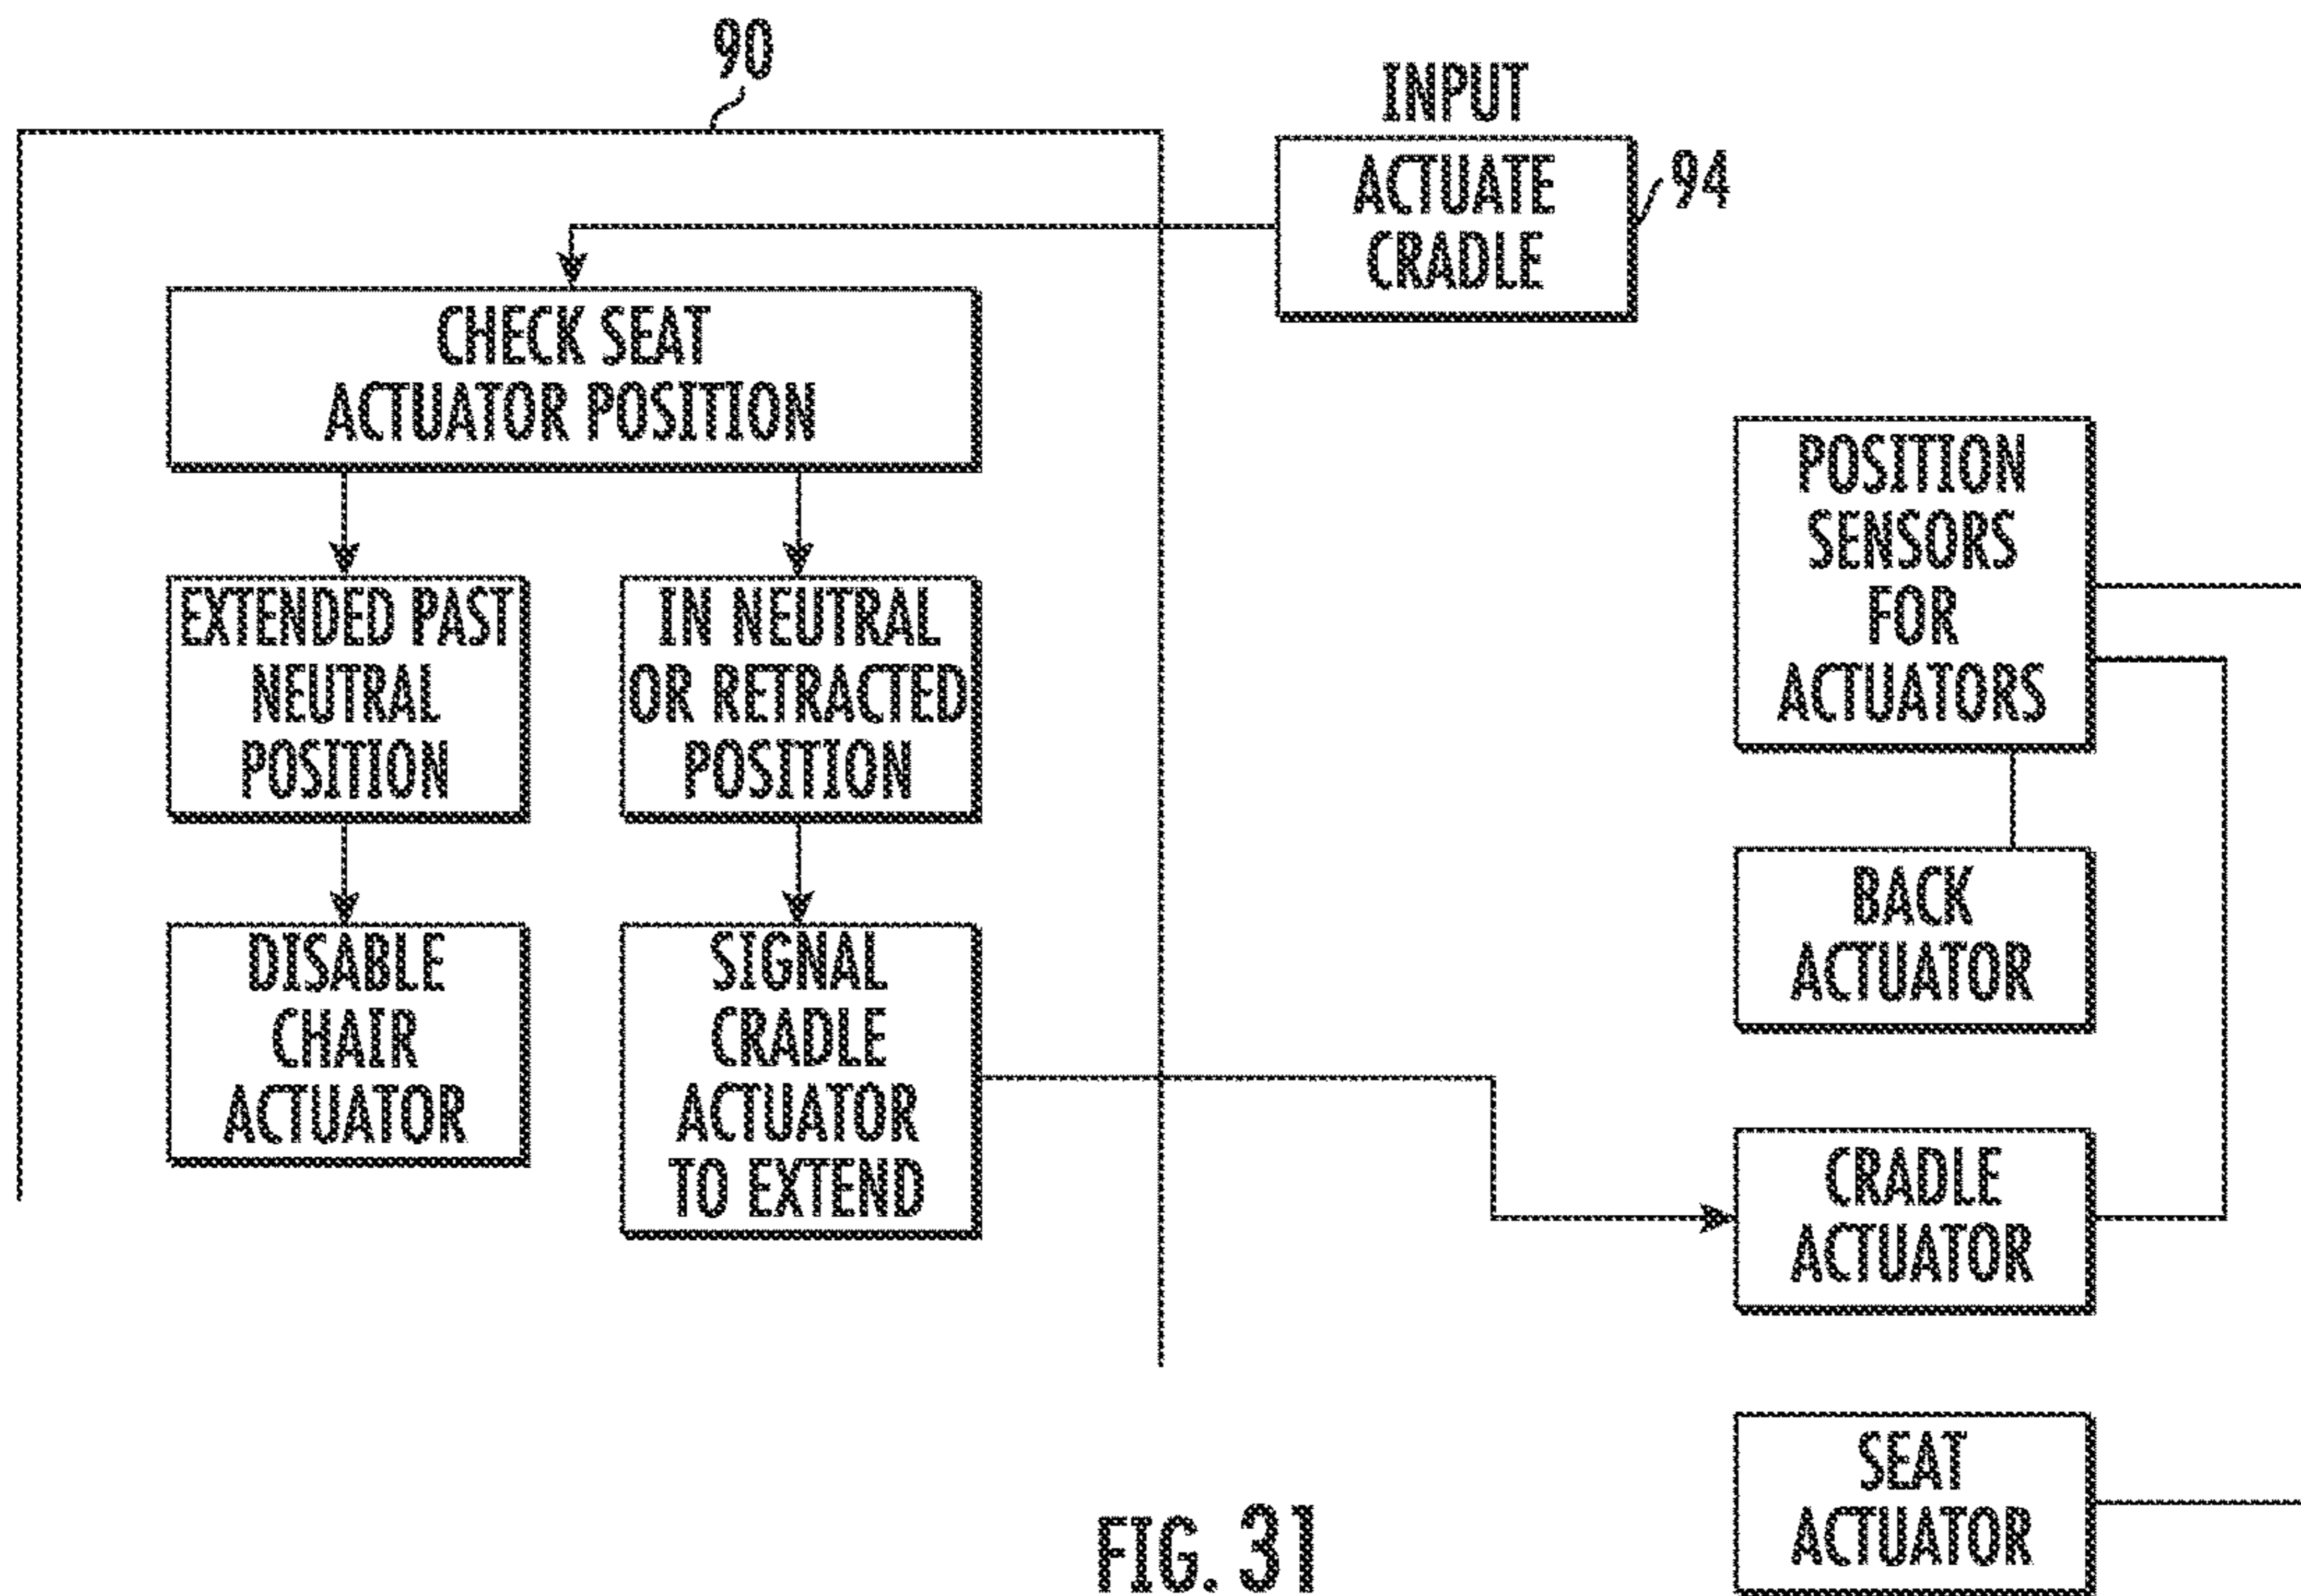 90
INPUT
ACTUATE
CRADLE
94
CHECK SEAT
ACTUATOR POSITION
EXTENDED PAST
NEUTRAL
POSITION
IN NEUTRAL
OR RETRACTED
POSITION
DISABLE
CHAIR
ACTUATOR
SIGNAL
CRADLE
ACTUATOR
TO EXTEND
POSITION
SENSORS
FOR
ACTUATORS
BACK
ACTUATOR
CRADLE
ACTUATOR
SEAT
ACTUATOR
FIG. 31